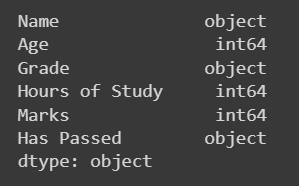 Name object
Age int64
Grade object
Hours of Study int64
Marks int64
Has Passed object
dtype: object